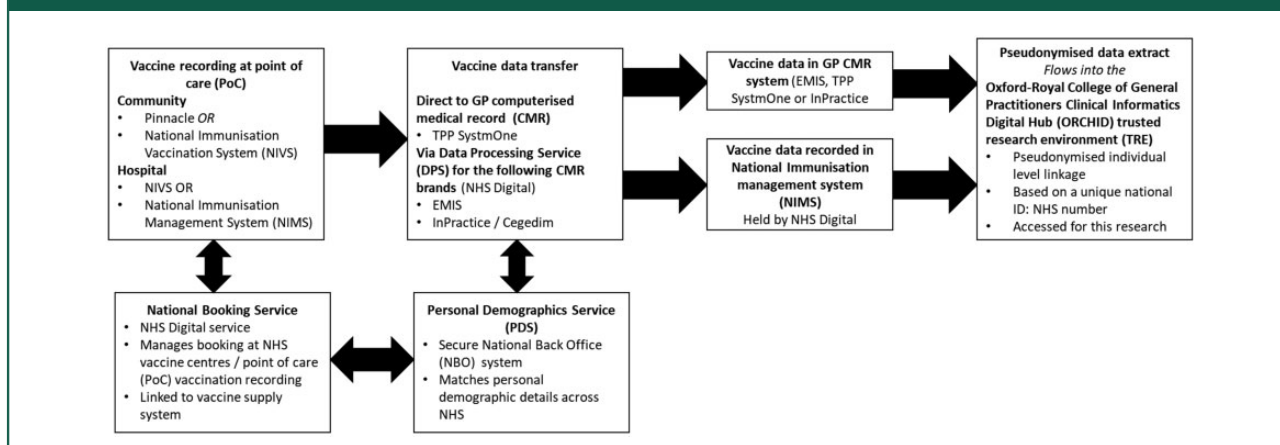 Vaccine recording at point of
care (PoC)
Community
• Pinnacle OR
• National Immunisation
Vaccination System (NIVS)
Hospital
• NIVS OR
• National Immunisation
Management System (NIMS)
Vaccine data transfer
Direct to GP computerised
medical record (CMR)
• TPP SystmOne
Via Data Processing Service
(DPS) for the following CMR
brands (NHS Digital)
• EMIS
• InPractice / Cegedim
Vaccine data in GP CMR
system (EMIS, TPP
SystmOne or InPractice)
Vaccine data recorded in
National Immunisation
management system
(NIMS)
Held by NHS Digital
Pseudonymised data extract
Flows into the
Oxford-Royal College of General
Practitioners Clinical Informatics
Digital Hub (ORCHID) trusted
research environment (TRE)
• Pseudonymised individual
level linkage
• Based on a unique national
ID: NHS number
• Accessed for this research
National Booking Service
• NHS Digital service
• Manages booking at NHS
vaccine centres / point of care
(PoC) vaccination recording
• Linked to vaccine supply
system
Personal Demographics Service
(PDS)
• Secure National Back Office
(NBO) system
• Matches personal
demographic details across
NHS